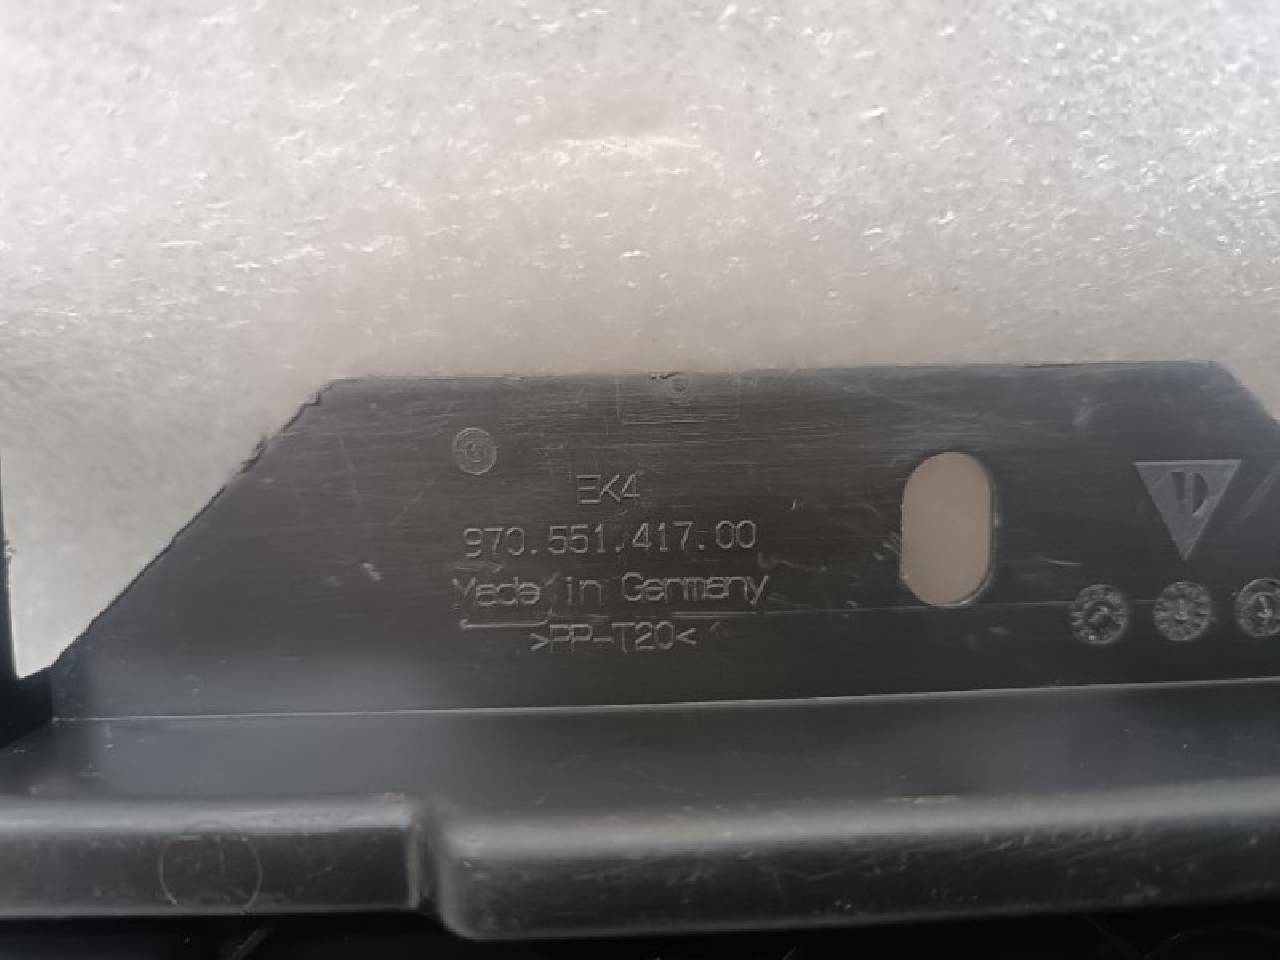 EK4
970.551.417.00
Made in Germany
>PP-T20<